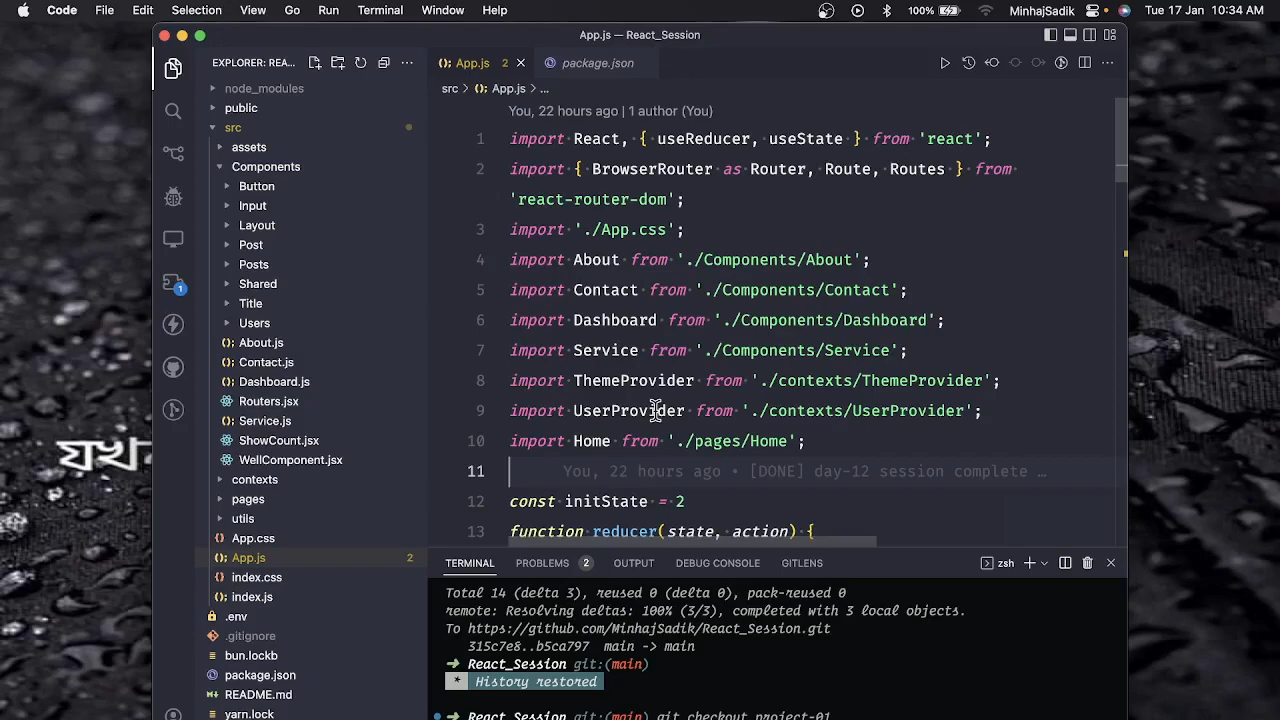 Code File Edit Selection View Go Run Terminal Window Help 100% MinhajSadik Tue 17 Jan 10:34 AM
App.js — React_Session
EXPLORER: REA... ...
App.js 2 package.json
node_modules
public
src
assets
Components
Button
Input
Layout
Post
Posts
Shared
Title
Users
About.js
Contact.js
Dashboard.js
Routers.jsx
Service.js
ShowCount.jsx
WellComponent.jsx
contexts
pages
utils
App.css
App.js 2
index.css
index.js
.env
.gitignore
bun.lockb
package.json
README.md
yarn.lock
1
যখ
src > App.js > ...
You, 22 hours ago | 1 author (You)
1 import React, { useReducer, useState } from 'react';
2 import { BrowserRouter as Router, Route, Routes } from
'react-router-dom';
3 import './App.css';
4 import About from './Components/About';
5 import Contact from './Components/Contact';
6 import Dashboard from './Components/Dashboard';
7 import Service from './Components/Service';
8 import ThemeProvider from './contexts/ThemeProvider';
9 import UserProvider from './contexts/UserProvider';
10 import Home from './pages/Home';
11 You, 22 hours ago • [DONE] day-12 session complete …
12 const initState = 2
13 function reducer(state, action) {
TERMINAL PROBLEMS 2 OUTPUT DEBUG CONSOLE GITLENS zsh
Total 14 (delta 3), reused 0 (delta 0), pack-reused 0
remote: Resolving deltas: 100% (3/3), completed with 3 local objects.
To https://github.com/MinhajSadik/React_Session.git
315c7e8..b5ca797 main -> main
➜ React_Session git:(main)
* History restored
➜ React_Session git:(main) git checkout project-01